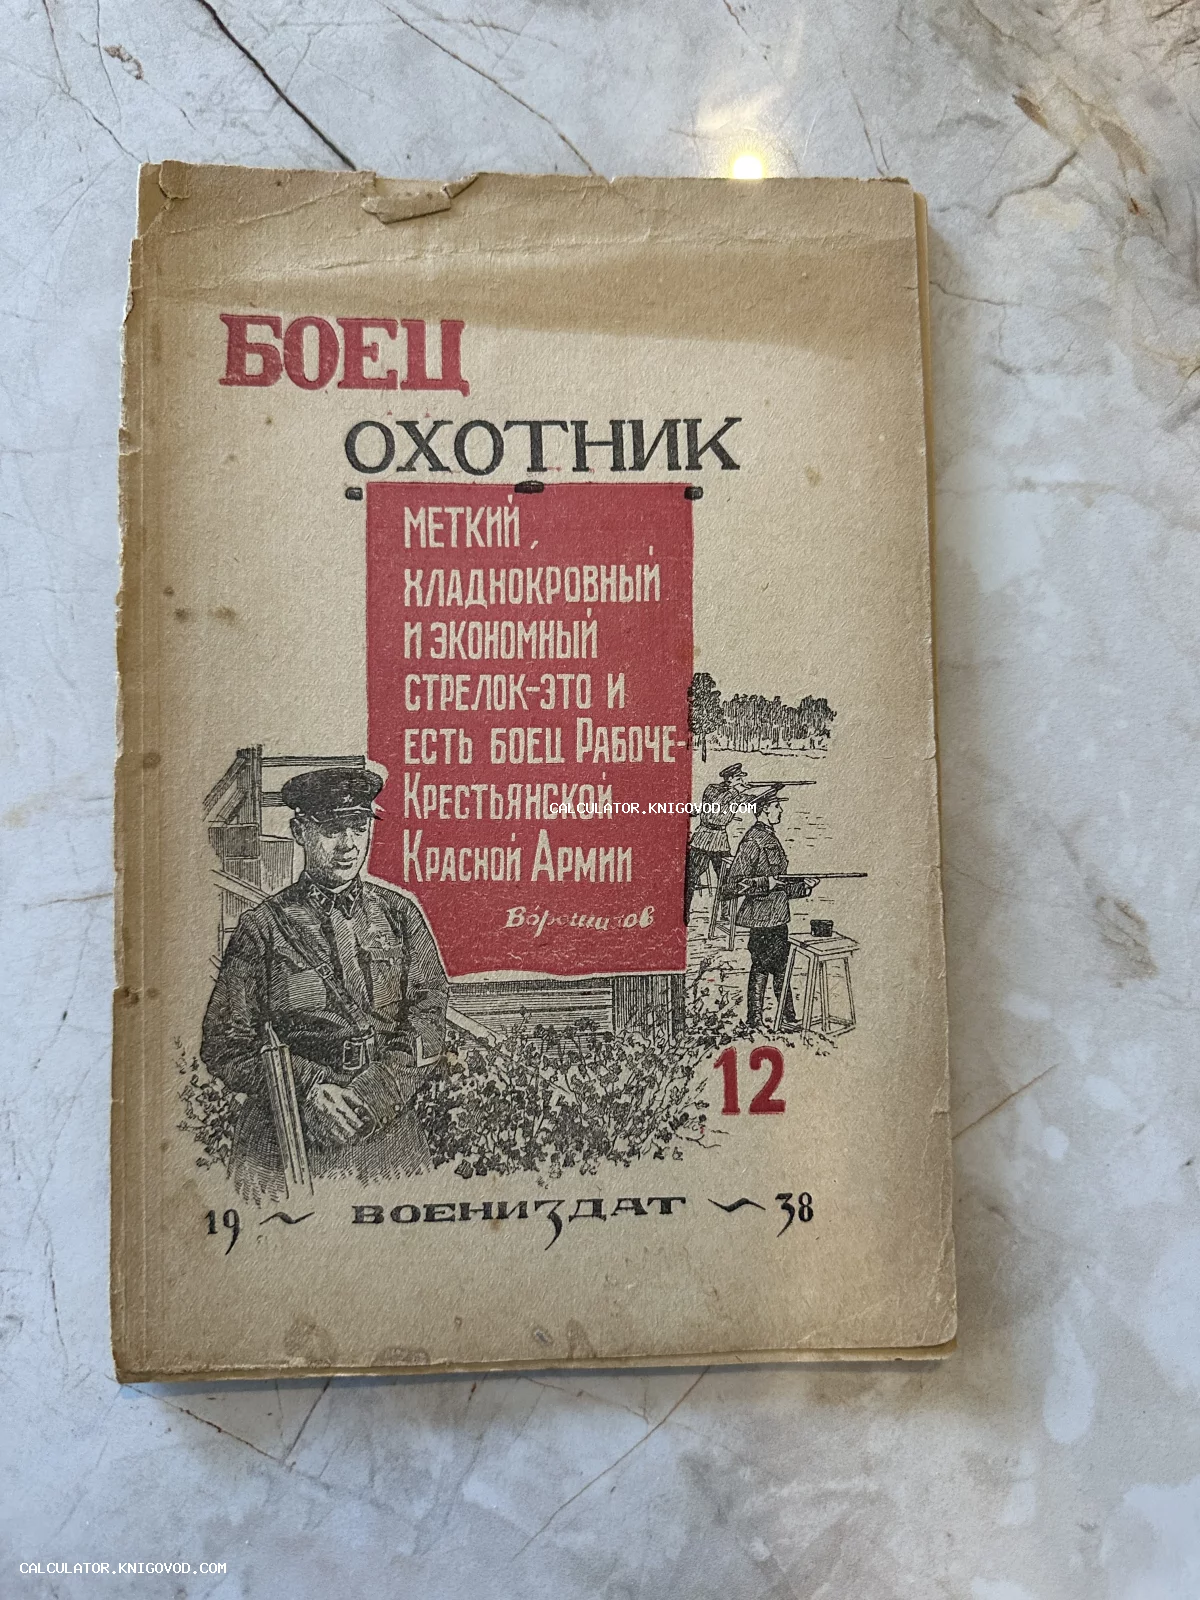 БОЕЦ
ОХОТНИК
МЕТКИЙ,
ХЛАДНОКРОВНЫЙ
И ЭКОНОМНЫЙ
СТРЕЛОК-ЭТО И
ЕСТЬ БОЕЦ РАБОЧЕ-
КРЕСТЬЯНСКОЙ
CALCULATOR.KNIGOVOD.COM
КРАСНОЙ АРМИИ
Ворошилов
12
19 ~ ВОЕНИЗДАТ ~ 38
CALCULATOR.KNIGOVOD.COM